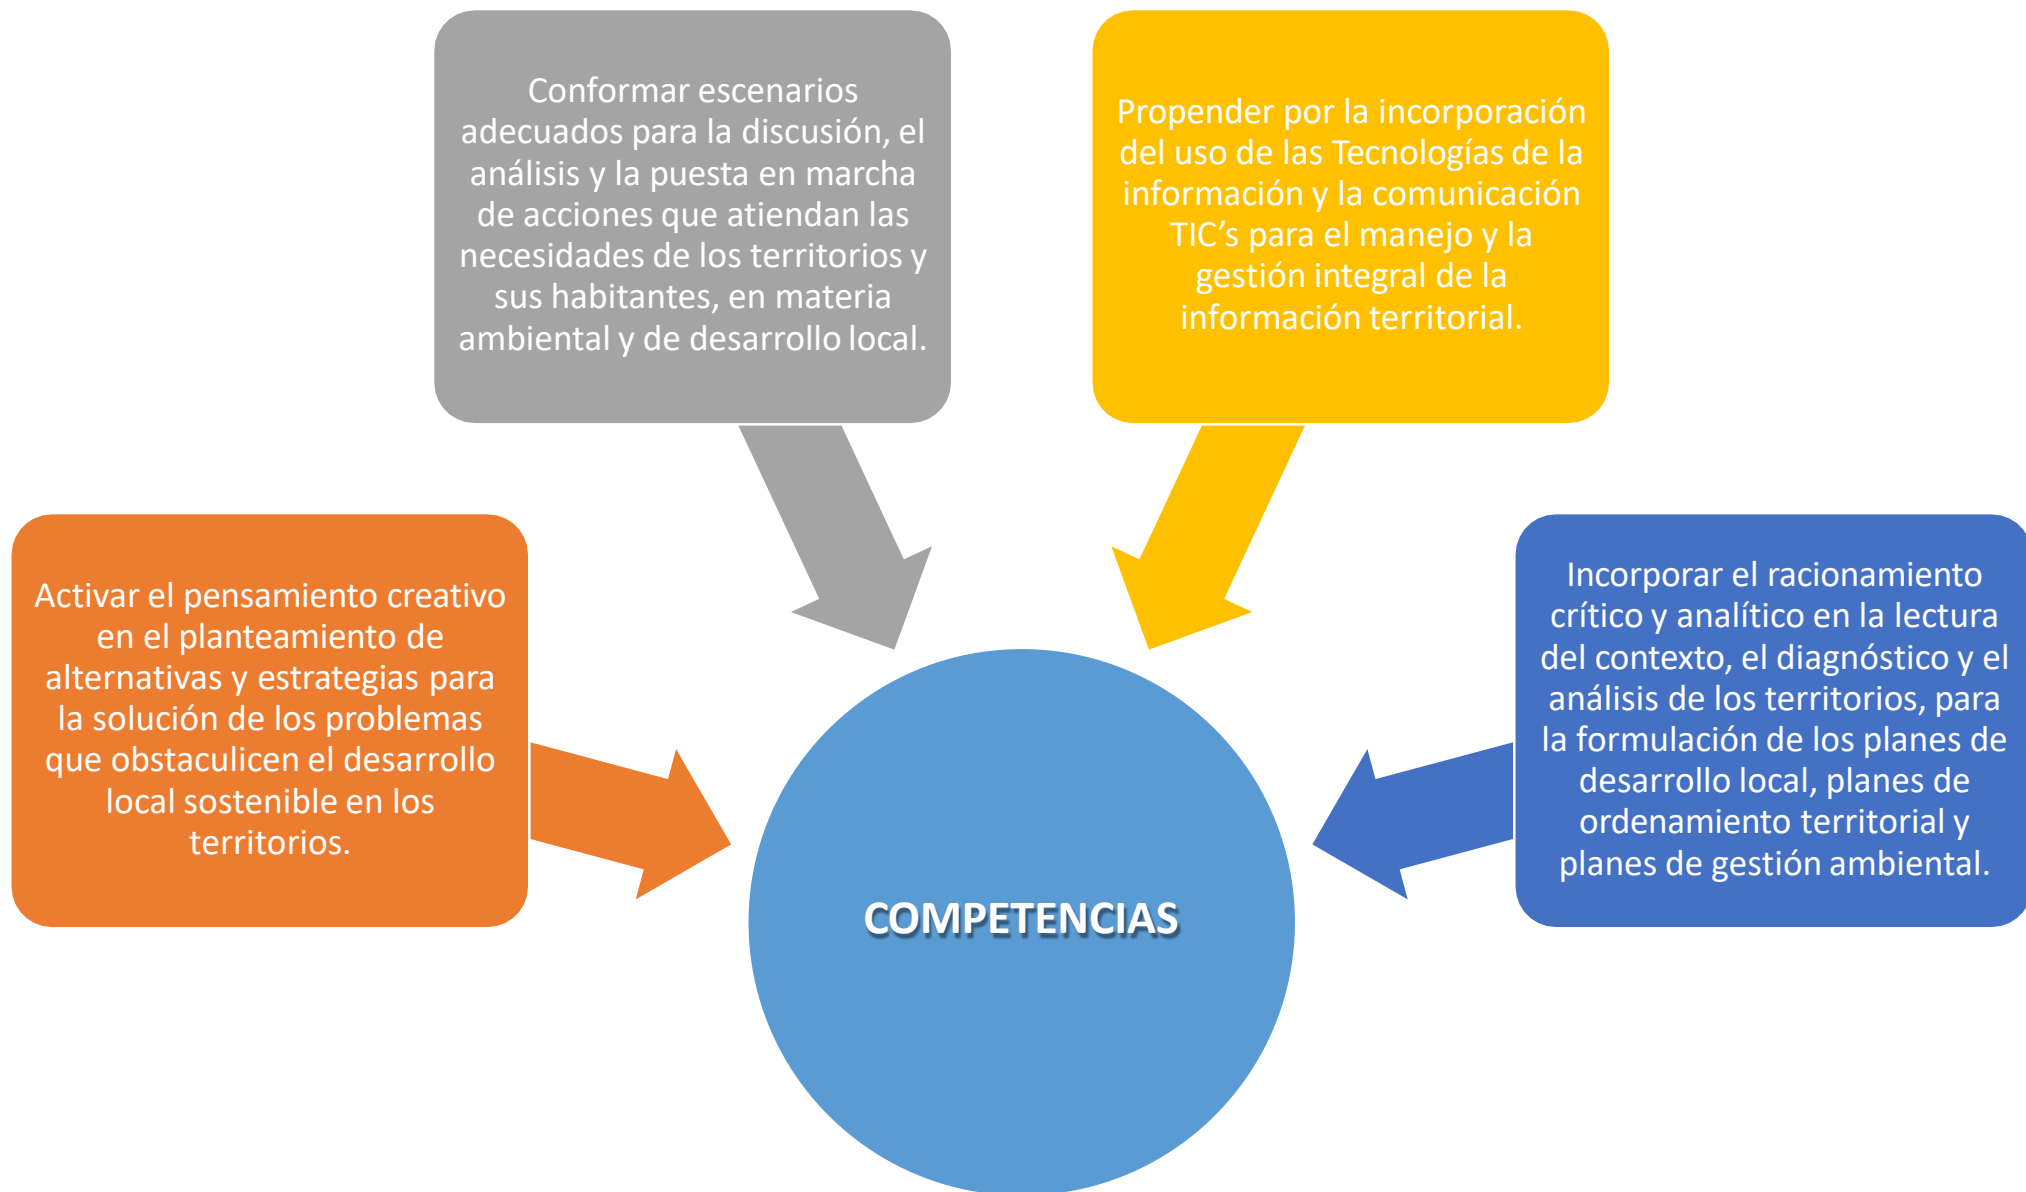 Conformar escenarios
adecuados para la discusión, el
análisis y la puesta en marcha
de acciones que atiendan las
necesidades de los territorios y
sus habitantes, en materia
ambiental y de desarrollo local.
Propender por la incorporación
del uso de las Tecnologías de la
información y la comunicación
TIC’s para el manejo y la
gestión integral de la
información territorial.
Activar el pensamiento creativo
en el planteamiento de
alternativas y estrategias para
la solución de los problemas
que obstaculicen el desarrollo
local sostenible en los
territorios.
Incorporar el racionamiento
crítico y analítico en la lectura
del contexto, el diagnóstico y el
análisis de los territorios, para
la formulación de los planes de
desarrollo local, planes de
ordenamiento territorial y
planes de gestión ambiental.
COMPETENCIAS